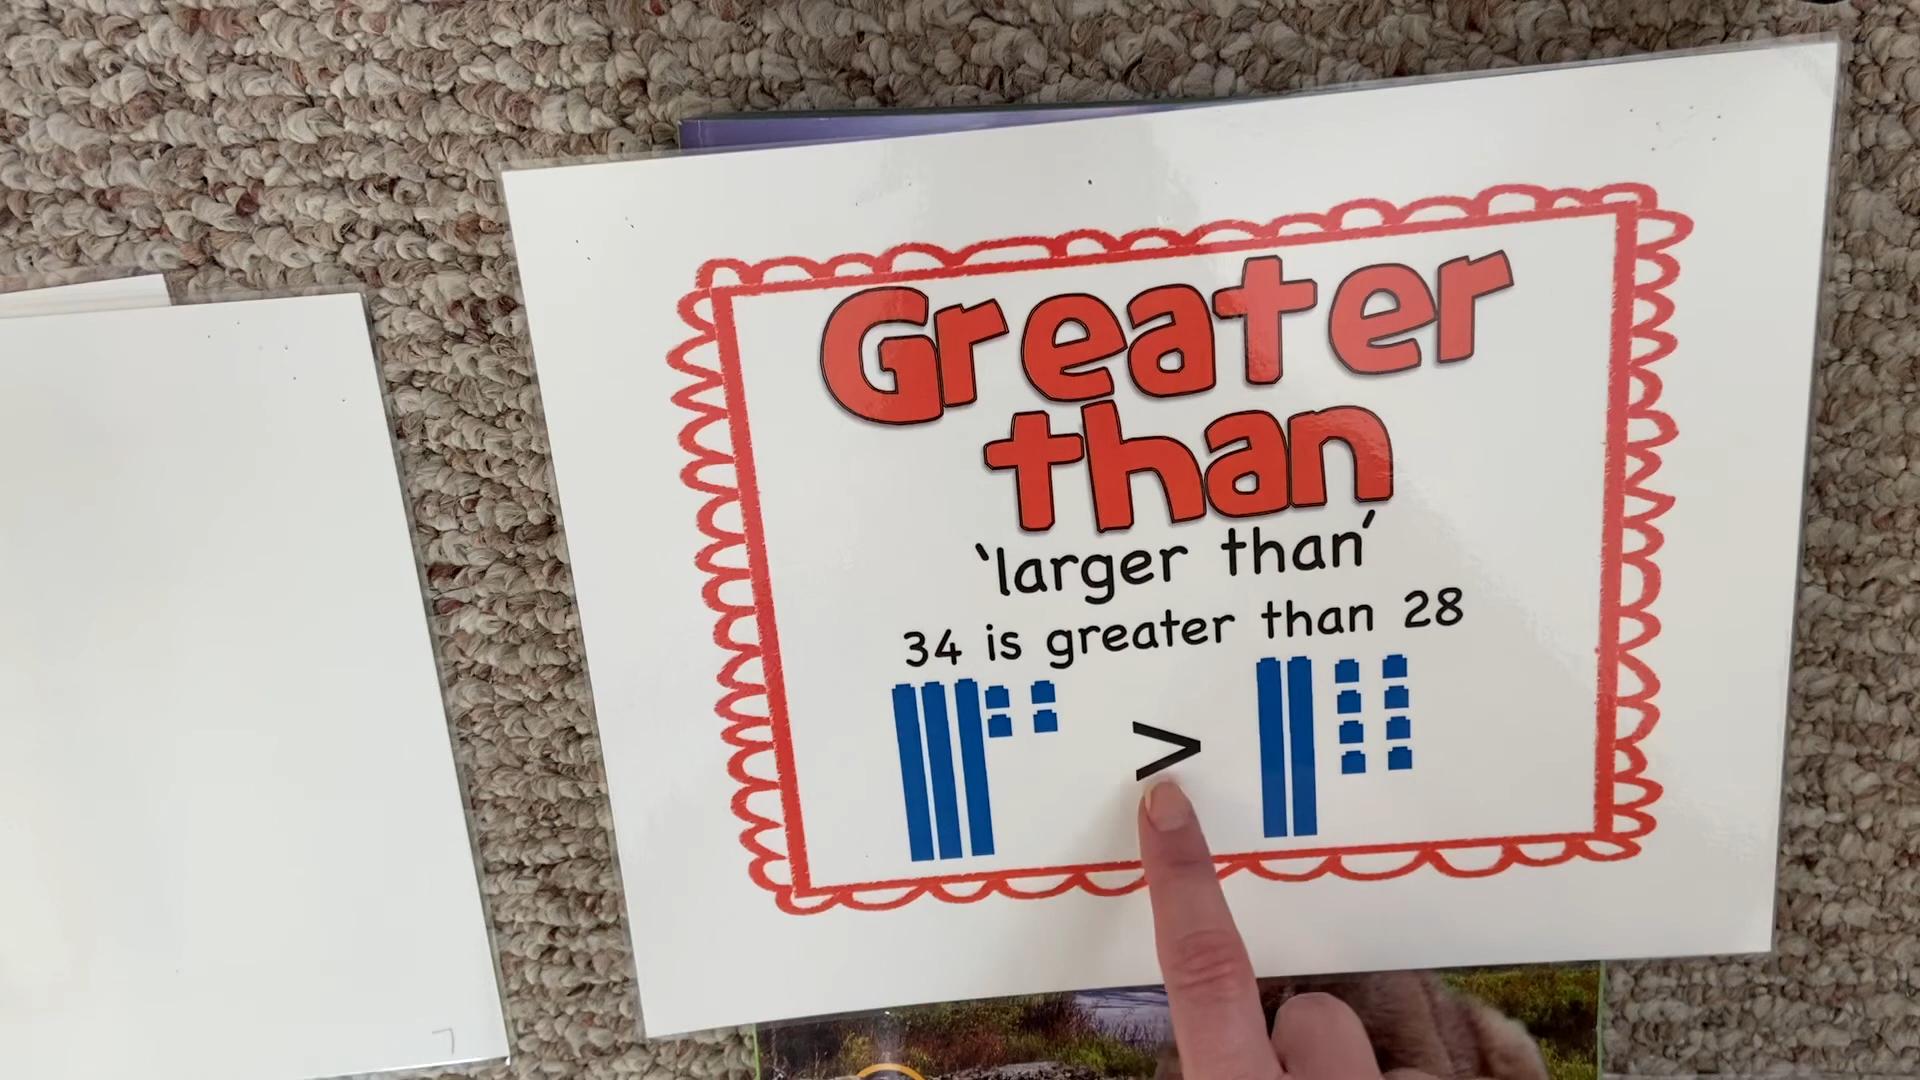 Greater
than
‘larger than’
34 is greater than 28
>